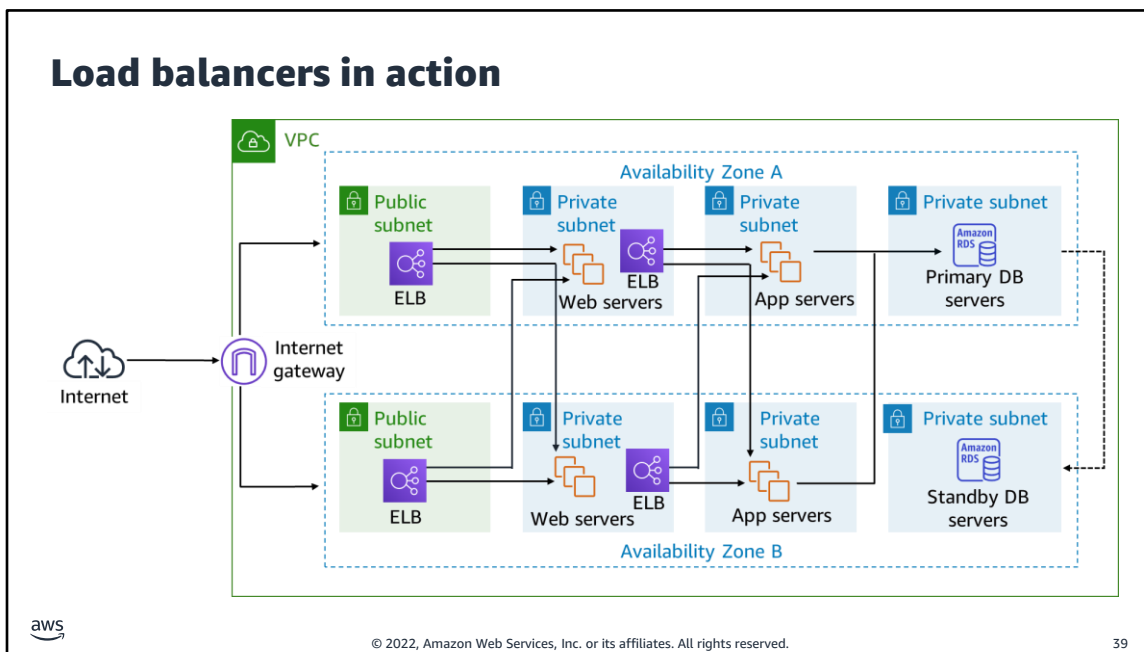 Load balancers in action
VPC
Availability Zone A
Public
subnet
ELB
Private
subnet
Web servers
ELB
Private
subnet
App servers
Private subnet
Amazon
RDS
Primary DB
servers
Internet
Internet
gateway
Public
subnet
ELB
Private
subnet
Web servers
ELB
Private
subnet
App servers
Private subnet
Amazon
RDS
Standby DB
servers
Availability Zone B
aws
© 2022, Amazon Web Services, Inc. or its affiliates. All rights reserved.
39